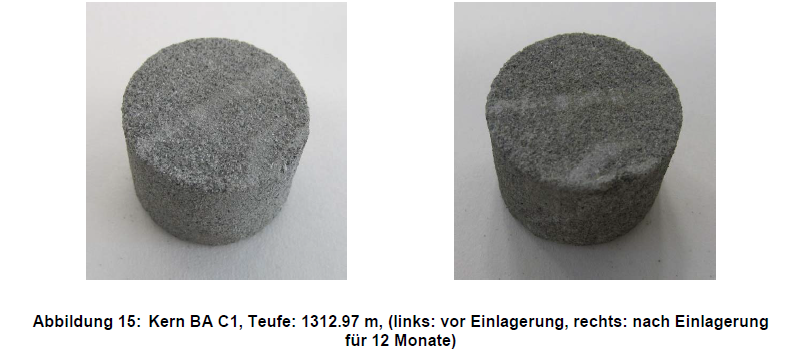 Abbildung 15: Kern BA C1, Teufe: 1312.97 m, (links: vor Einlagerung, rechts: nach Einlagerung
für 12 Monate)